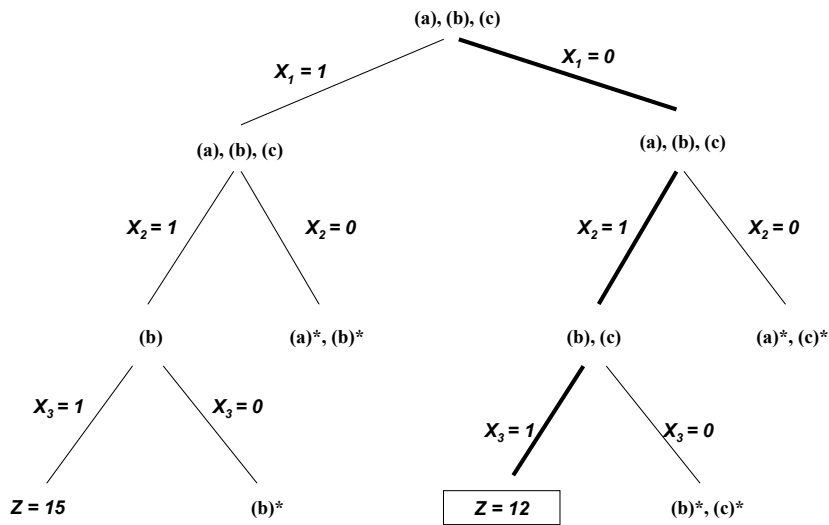 (a), (b), (c)
X₁ = 1
X₁ = 0
(a), (b), (c)
(a), (b), (c)
X₂ = 1
X₂ = 0
X₂ = 1
X₂ = 0
(b)
(a)*, (b)*
(b), (c)
(a)*, (c)*
X₃ = 1
X₃ = 0
X₃ = 1
X₃ = 0
Z = 15
(b)*
Z = 12
(b)*, (c)*